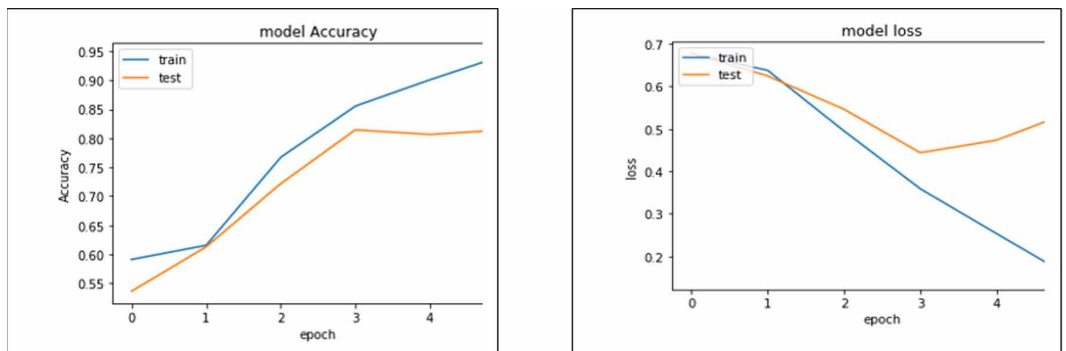 model Accuracy
train
test
0.95
0.90
0.85
0.80
0.75
0.70
0.65
0.60
0.55
Accuracy
0 1 2 3 4
epoch
model loss
train
test
0.7
0.5
0.4
0.3
0.2
loss
0 1 2 3 4
epoch